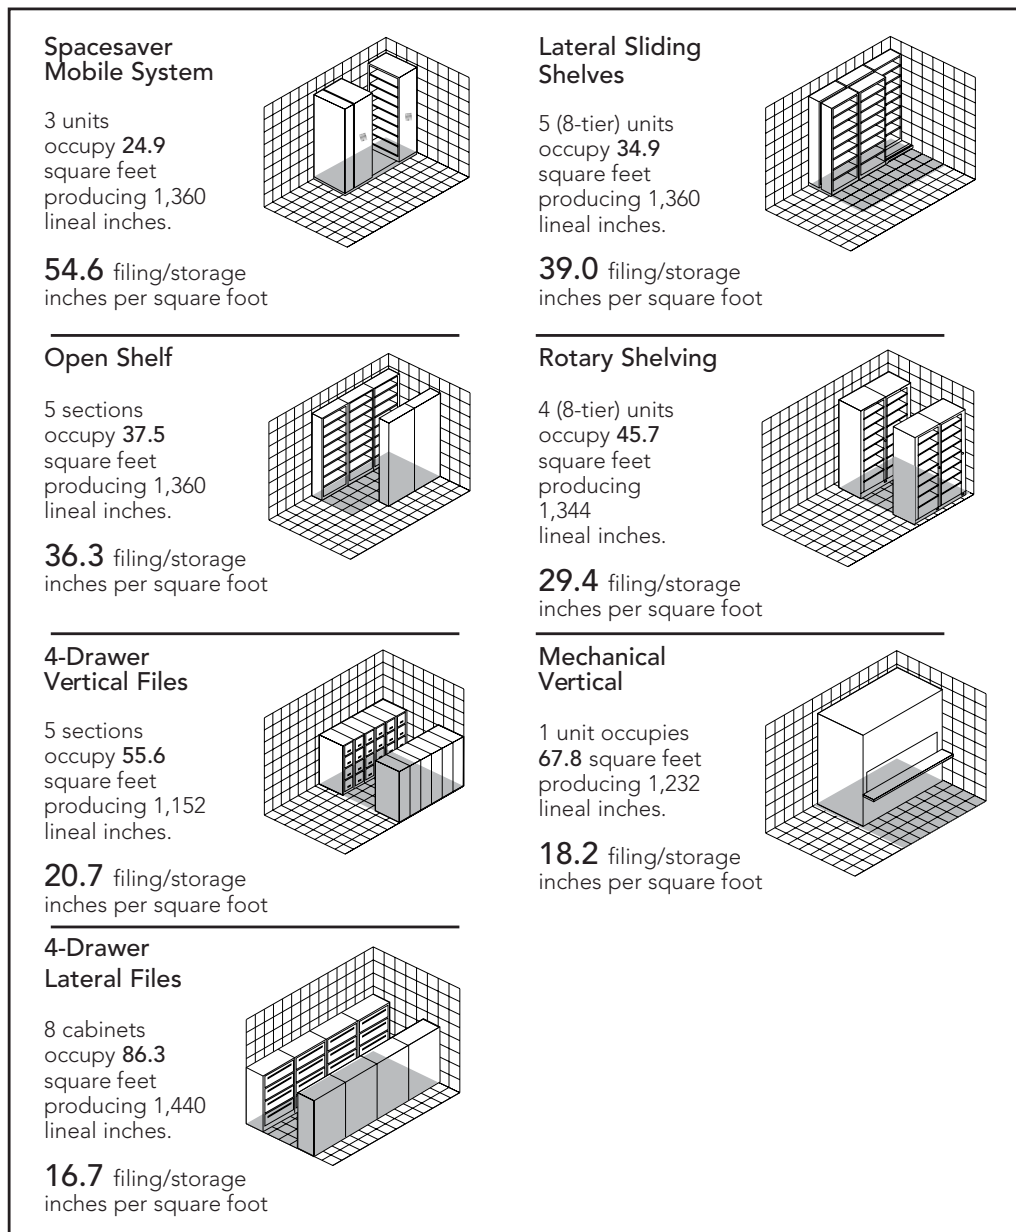 Spacesaver
Mobile System
3 units
occupy 24.9
square feet
producing 1,360
lineal inches.
54.6 filing/storage
inches per square foot
Lateral Sliding
Shelves
5 (8-tier) units
occupy 34.9
square feet
producing 1,360
lineal inches.
39.0 filing/storage
inches per square foot
Open Shelf
5 sections
occupy 37.5
square feet
producing 1,360
lineal inches.
36.3 filing/storage
inches per square foot
Rotary Shelving
4 (8-tier) units
occupy 45.7
square feet
producing
1,344
lineal inches.
29.4 filing/storage
inches per square foot
4-Drawer
Vertical Files
5 sections
occupy 55.6
square feet
producing 1,152
lineal inches.
20.7 filing/storage
inches per square foot
Mechanical
Vertical
1 unit occupies
67.8 square feet
producing 1,232
lineal inches.
18.2 filing/storage
inches per square foot
4-Drawer
Lateral Files
8 cabinets
occupy 86.3
square feet
producing 1,440
lineal inches.
16.7 filing/storage
inches per square foot